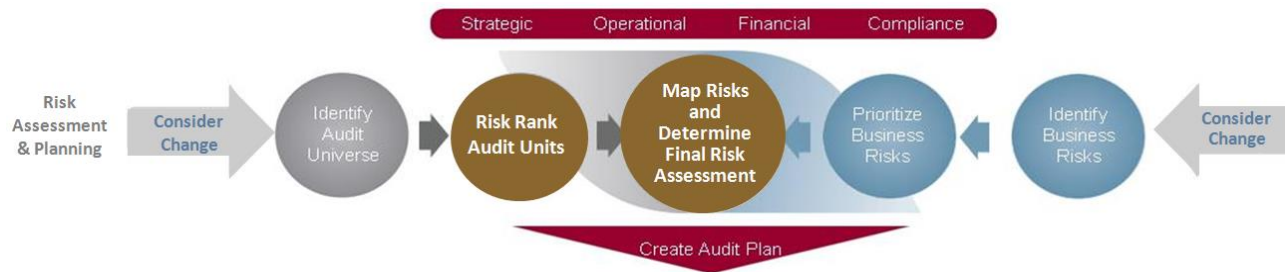 Strategic Operational Financial Compliance
Risk
Assessment
& Planning
Consider
Change
Identify
Audit
Universe
Risk Rank
Audit Units
Map Risks
and
Determine
Final Risk
Assessment
Prioritize
Business
Risks
Identify
Business
Risks
Consider
Change
Create Audit Plan